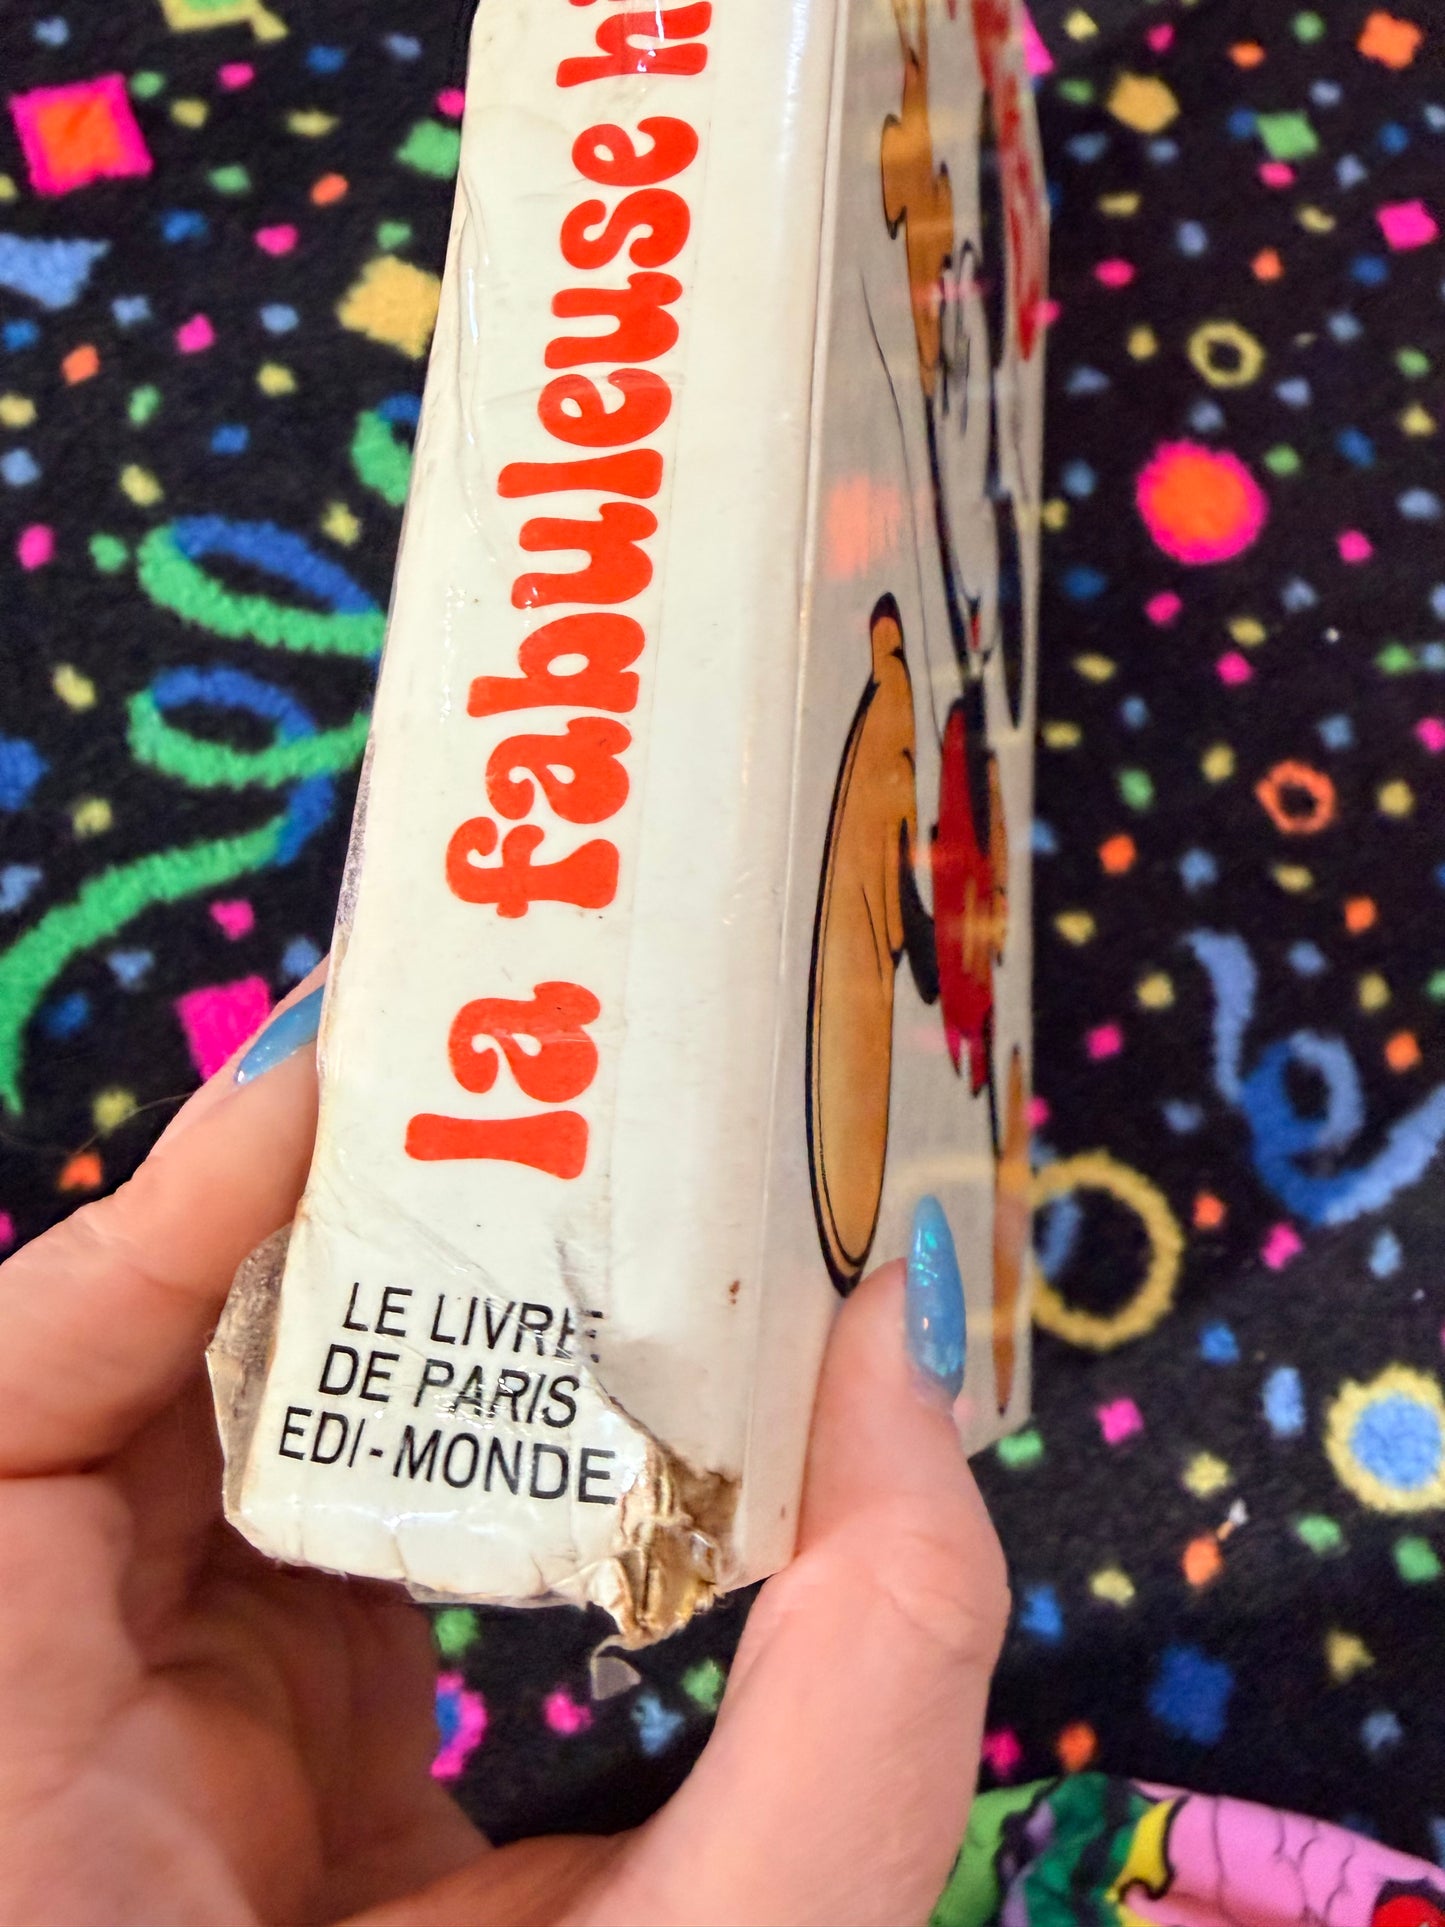 la fabuleuse
LE LIVRE
DE PARIS
EDI-MONDE